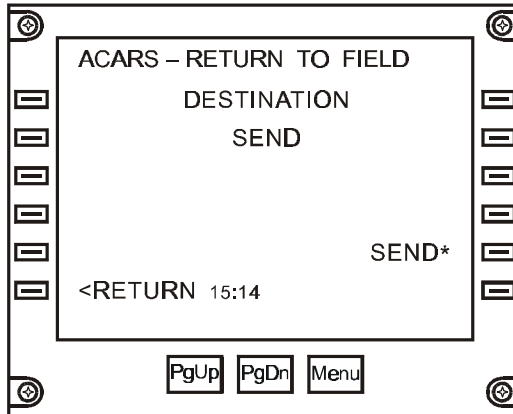 ACARS – RETURN TO FIELD
DESTINATION
SEND
SEND*
<RETURN 15:14
PgUp PgDn Menu